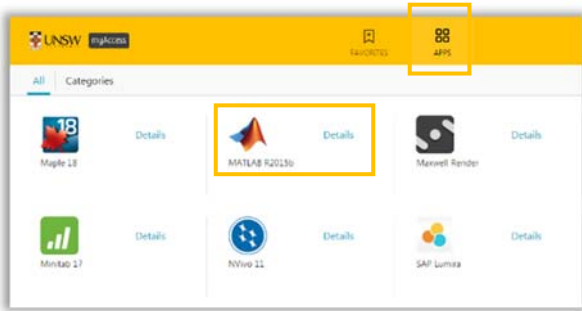 UNSW myAccess
FAVORITES
APPS
All Categories
18
Details
Details
Details
Maple 18
MATLAB R2015b
Maxwell Render
Details
Details
Details
Minitab 17
NVivo 11
SAP Lumira